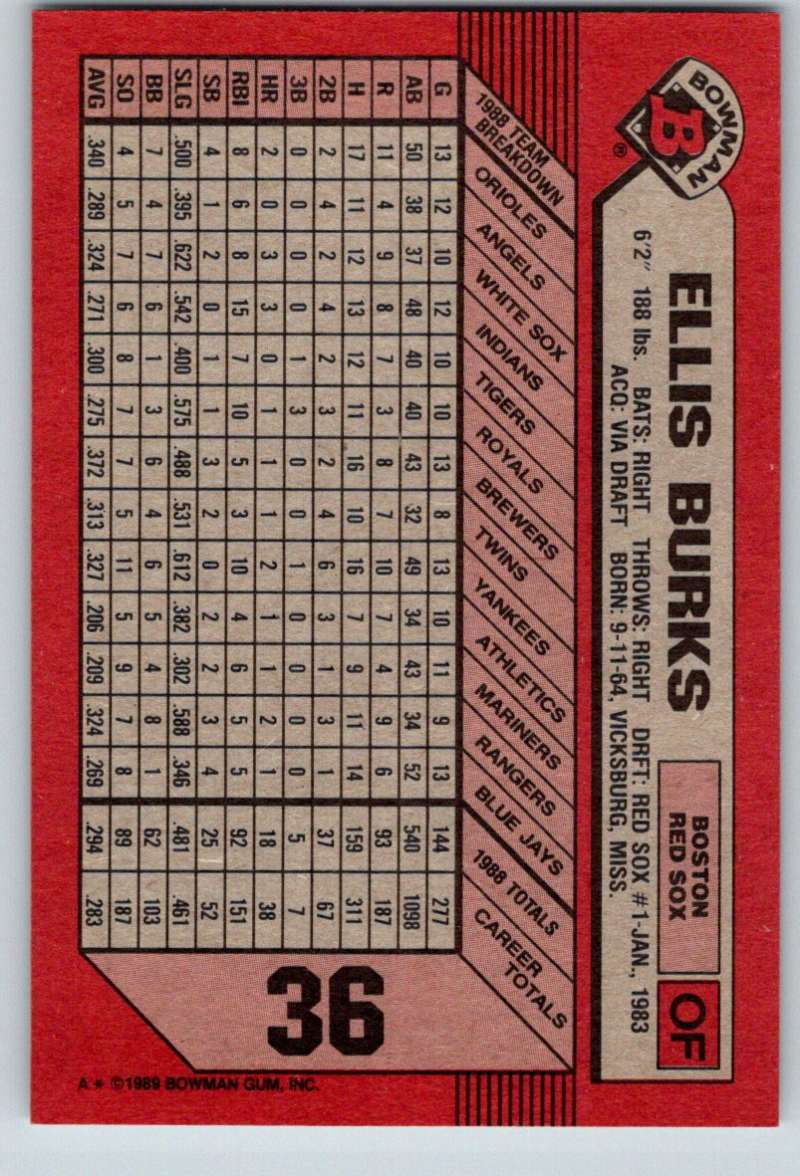 BOWMAN
B
®
ELLIS BURKS
BOSTON
RED SOX
OF
6'2" 188 lbs. BATS: RIGHT THROWS: RIGHT DRFT: RED SOX #1-JAN., 1983
ACQ: VIA DRAFT BORN: 9-11-64, VICKSBURG, MISS.
1988 TEAM
BREAKDOWN
ORIOLES
ANGELS
WHITE SOX
INDIANS
TIGERS
ROYALS
BREWERS
TWINS
YANKEES
ATHLETICS
MARINERS
RANGERS
BLUE JAYS
1988 TOTALS
CAREER
TOTALS
G 13 12 10 12 10 10 13 8 13 10 11 9 13 144 277
AB 50 38 37 48 40 40 43 32 49 34 43 34 52 540 1098
R 11 4 9 8 7 3 8 7 10 7 4 9 6 93 187
H 17 11 12 13 12 11 16 10 16 7 9 11 14 159 311
2B 2 4 2 4 2 3 2 4 6 3 1 3 1 37 67
3B 0 0 0 0 1 3 0 0 1 0 0 0 0 5 7
HR 2 0 3 3 0 1 1 1 2 1 1 2 1 18 38
RBI 8 6 8 15 7 10 5 3 10 4 6 5 5 92 151
SB 4 1 2 0 1 1 3 2 0 2 2 3 4 25 52
SLG .500 .395 .622 .542 .400 .575 .488 .531 .612 .382 .302 .588 .346 .481 .461
BB 7 4 7 6 1 3 6 4 6 5 4 8 1 62 103
SO 4 5 7 6 8 7 7 5 11 5 9 7 8 89 187
AVG .340 .289 .324 .271 .300 .275 .372 .313 .327 .206 .209 .324 .269 .294 .283
36
A * ©1989 BOWMAN GUM, INC.